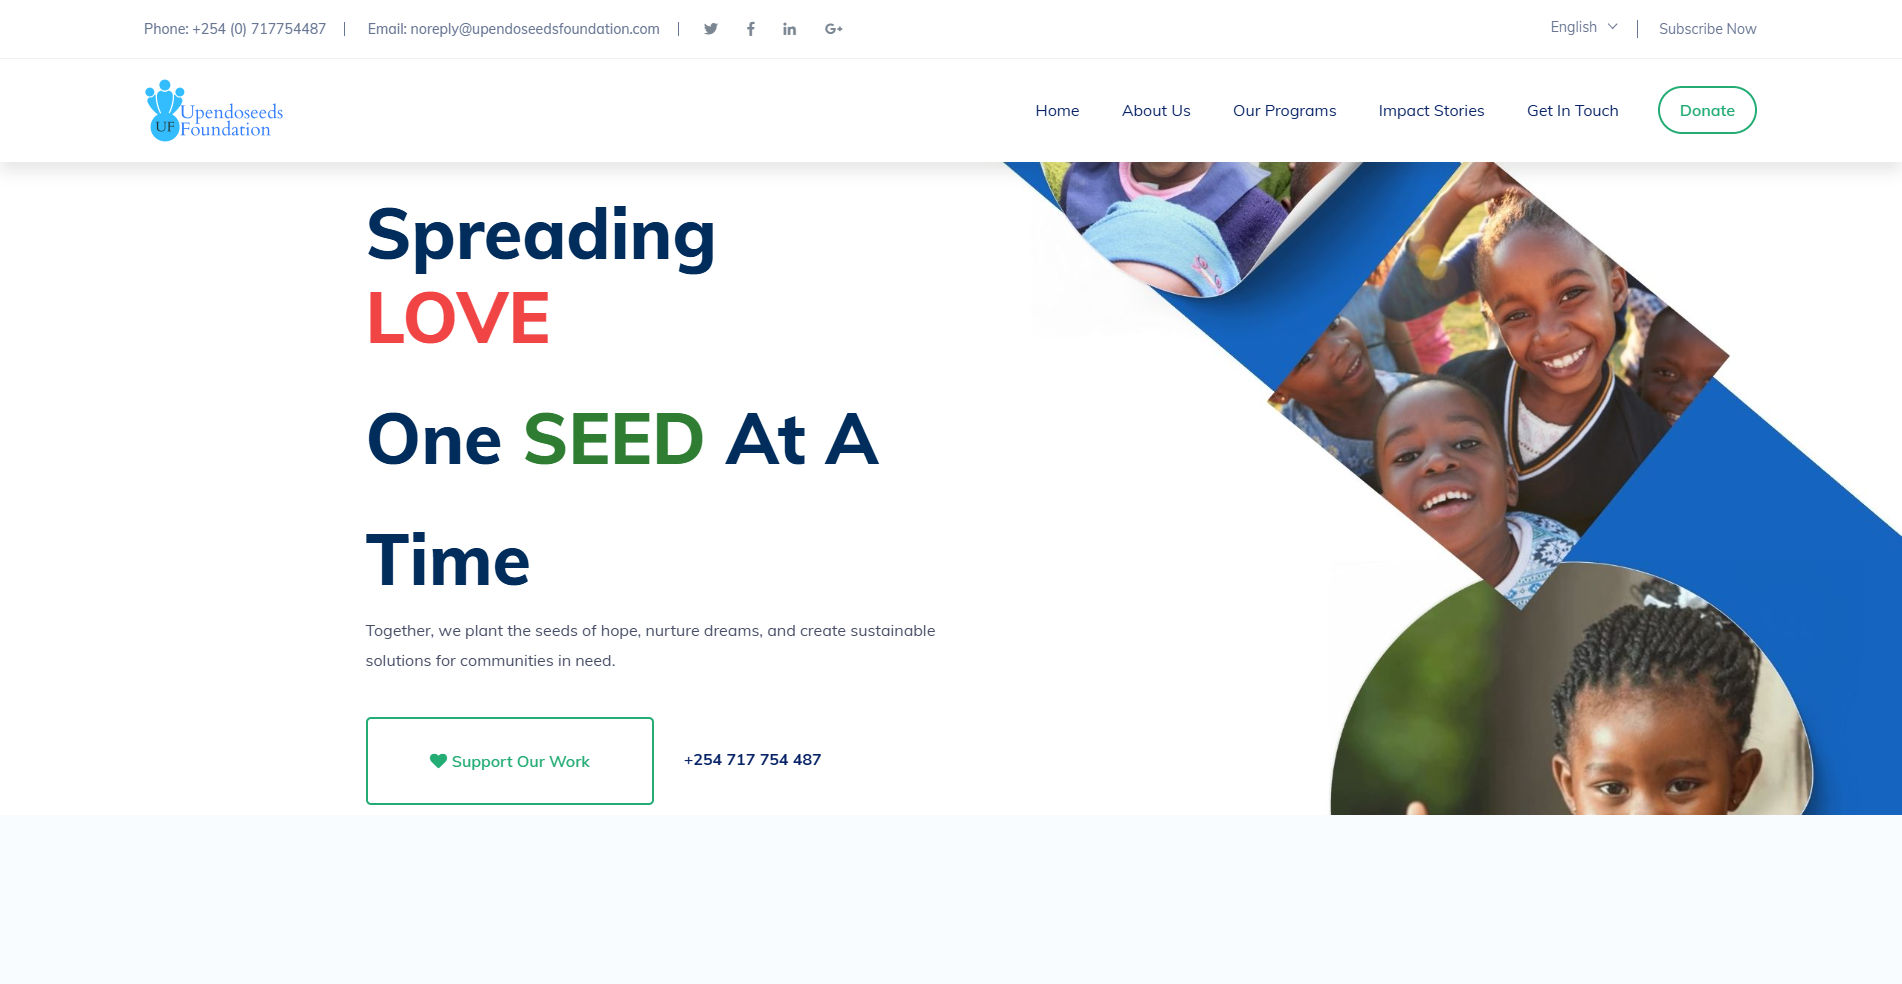 Phone: +254 (0) 717754487
Email: noreply@upendoseedsfoundation.com
English
Subscribe Now
UF
Upendoseeds
Foundation
Home
About Us
Our Programs
Impact Stories
Get In Touch
Donate
Spreading
LOVE
One SEED At A
Time
Together, we plant the seeds of hope, nurture dreams, and create sustainable
solutions for communities in need.
Support Our Work
+254 717 754 487